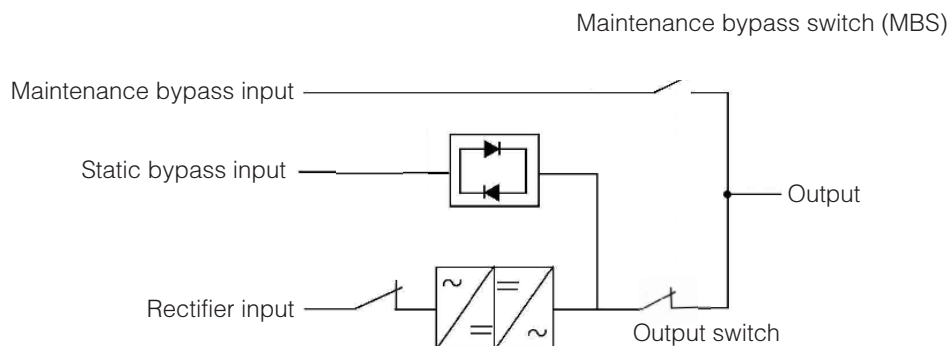 Maintenance bypass switch (MBS)
Maintenance bypass input
Static bypass input
Output
Rectifier input
Output switch